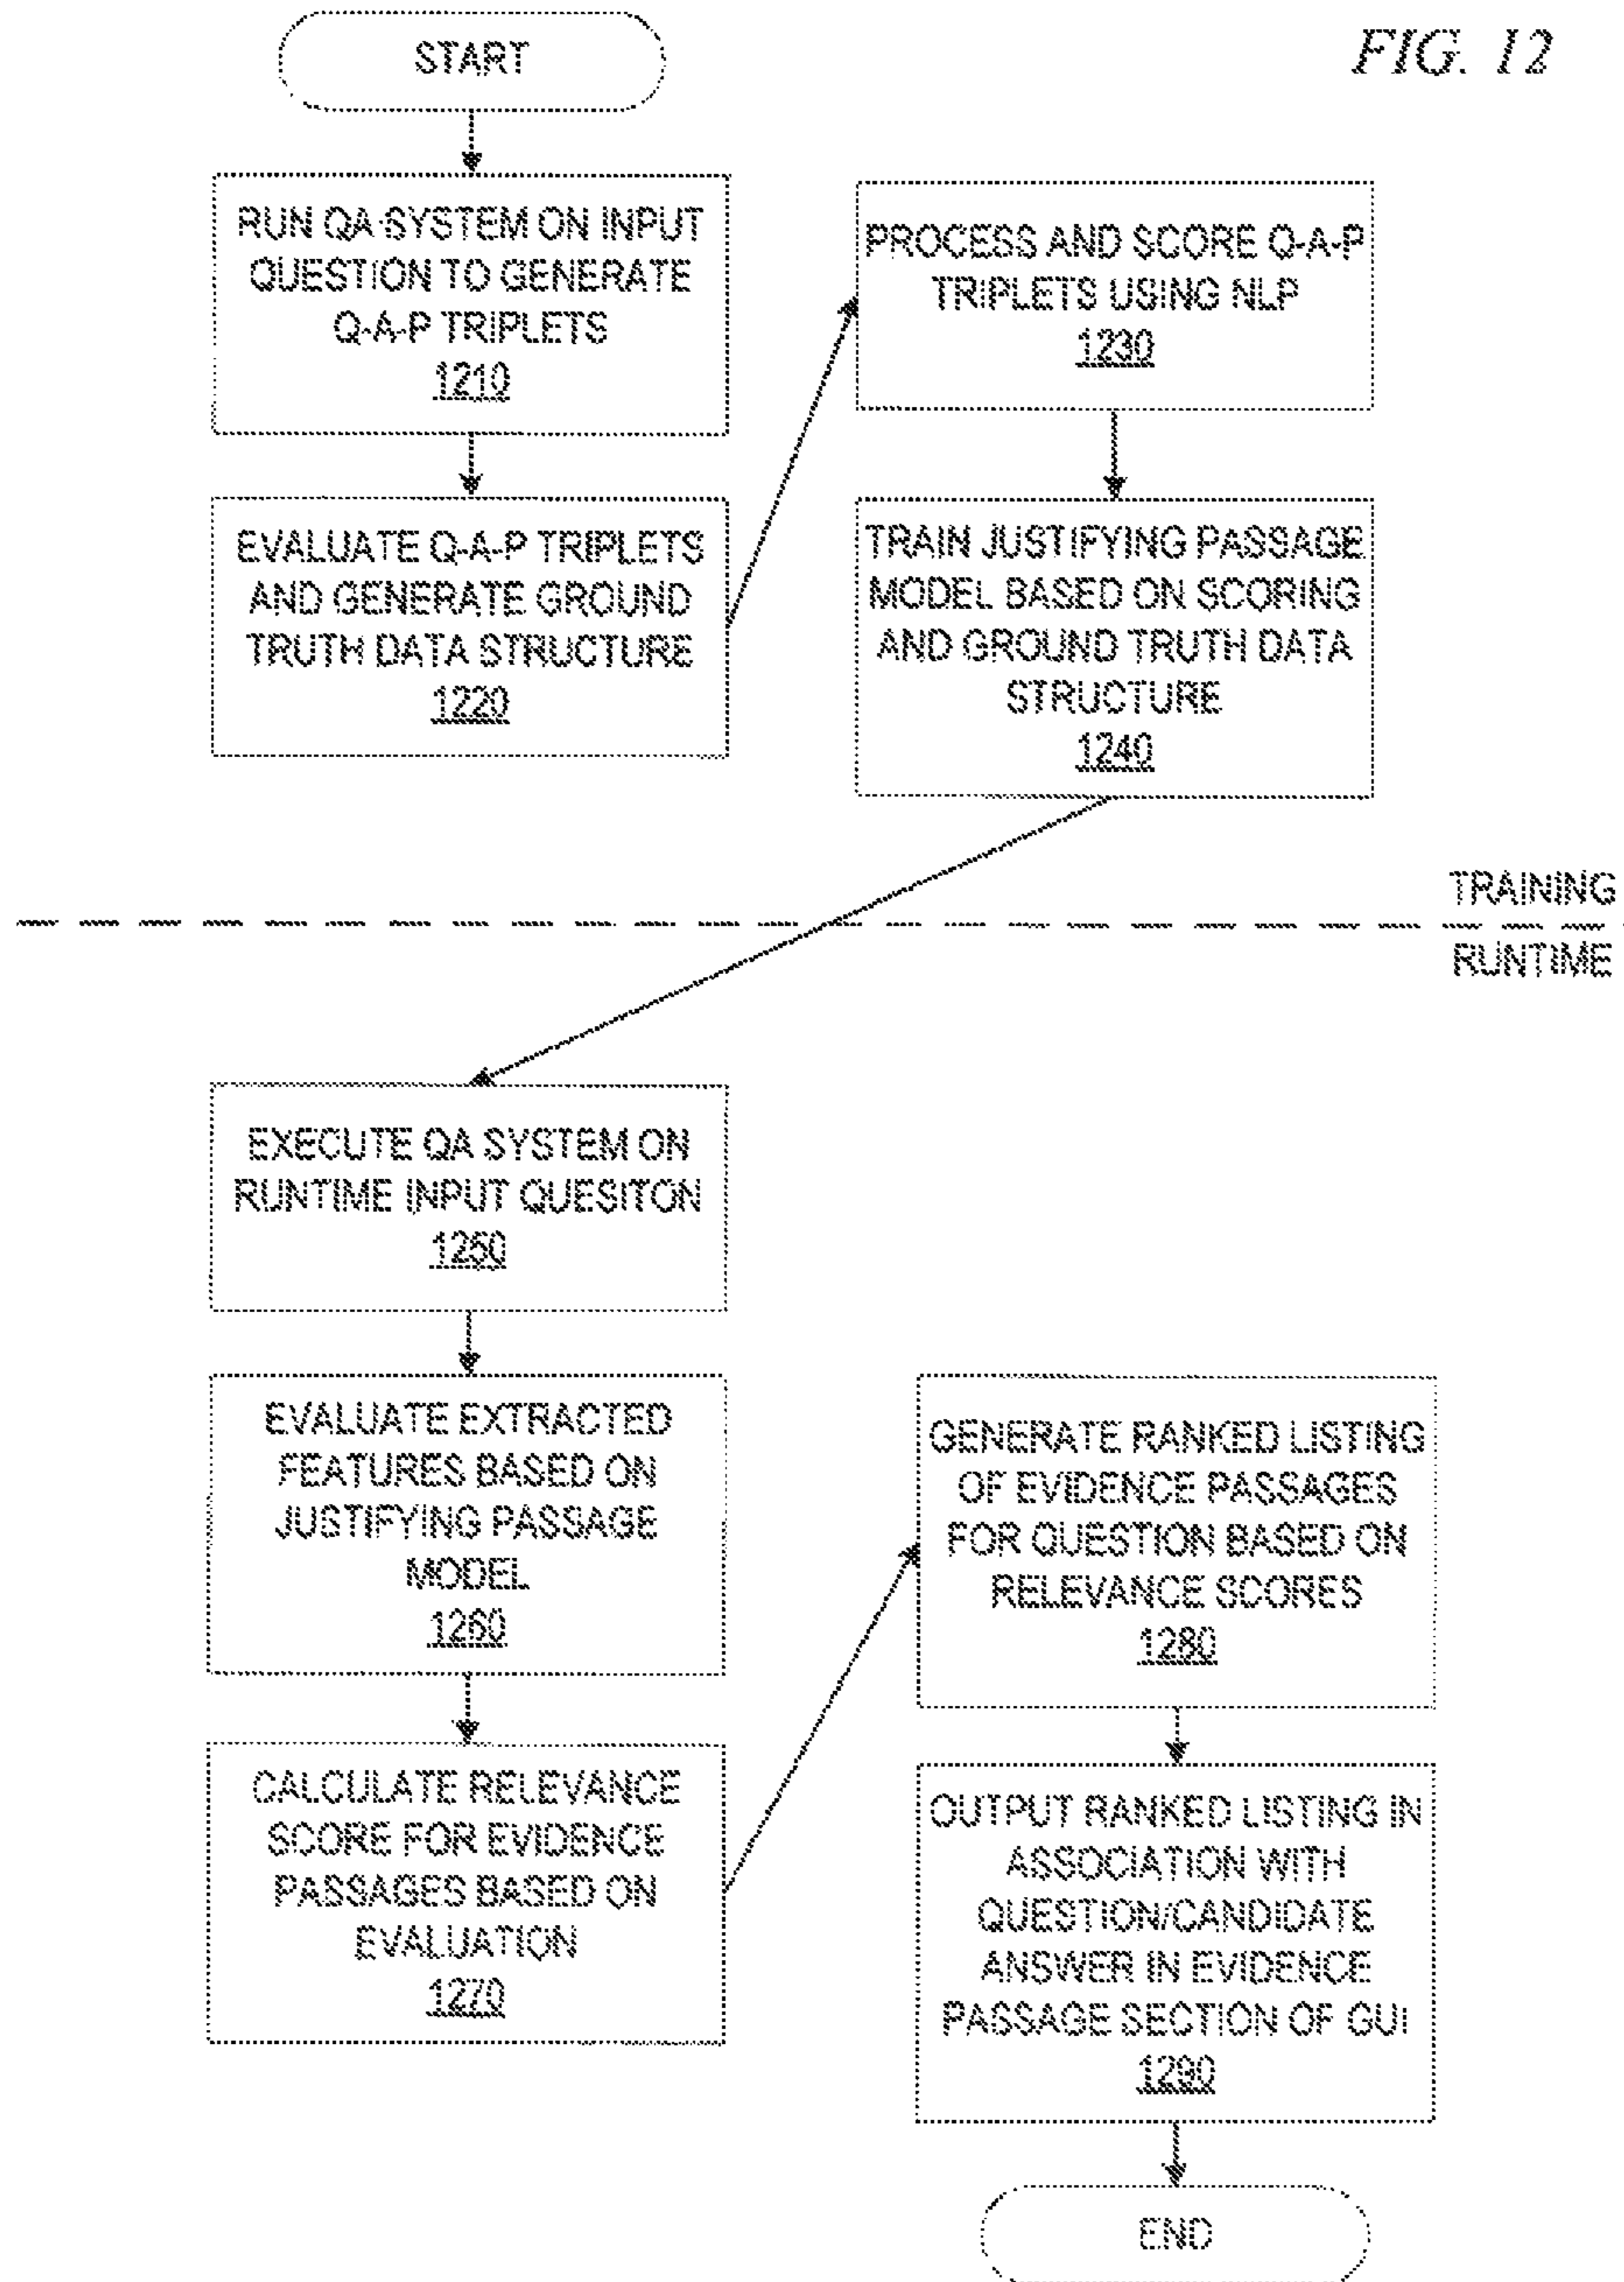 FIG. 12
START
RUN QA SYSTEM ON INPUT
QUESTION TO GENERATE
Q-A-P TRIPLETS
1210
EVALUATE Q-A-P TRIPLETS
AND GENERATE GROUND
TRUTH DATA STRUCTURE
1220
PROCESS AND SCORE Q-A-P
TRIPLETS USING NLP
1230
TRAIN JUSTIFYING PASSAGE
MODEL BASED ON SCORING
AND GROUND TRUTH DATA
STRUCTURE
1240
TRAINING
RUNTIME
EXECUTE QA SYSTEM ON
RUNTIME INPUT QUESITON
1250
EVALUATE EXTRACTED
FEATURES BASED ON
JUSTIFYING PASSAGE
MODEL
1260
CALCULATE RELEVANCE
SCORE FOR EVIDENCE
PASSAGES BASED ON
EVALUATION
1270
GENERATE RANKED LISTING
OF EVIDENCE PASSAGES
FOR QUESTION BASED ON
RELEVANCE SCORES
1280
OUTPUT RANKED LISTING IN
ASSOCIATION WITH
QUESTION/CANDIDATE
ANSWER IN EVIDENCE
PASSAGE SECTION OF GUI
1290
END